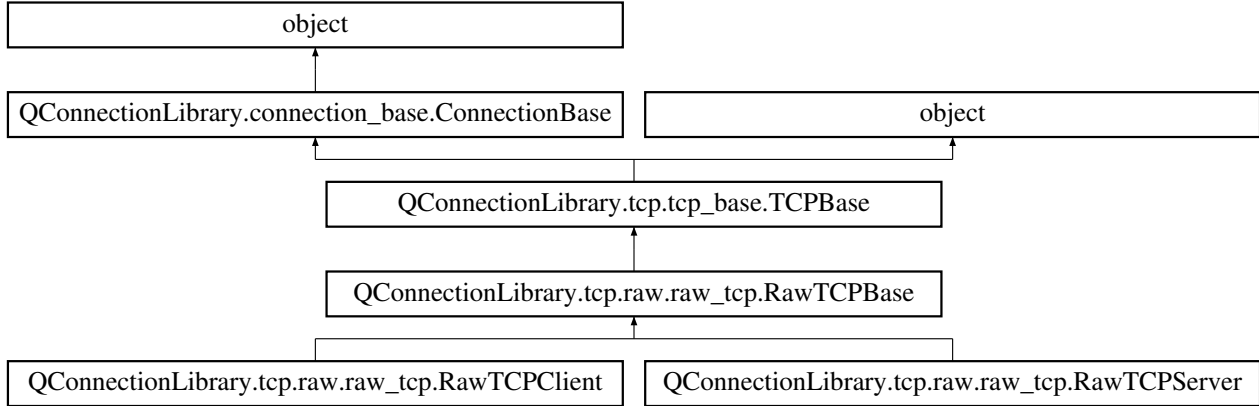 object
QConnectionLibrary.connection_base.ConnectionBase
object
QConnectionLibrary.tcp.tcp_base.TCPBase
QConnectionLibrary.tcp.raw.raw_tcp.RawTCPBase
QConnectionLibrary.tcp.raw.raw_tcp.RawTCPClient
QConnectionLibrary.tcp.raw.raw_tcp.RawTCPServer